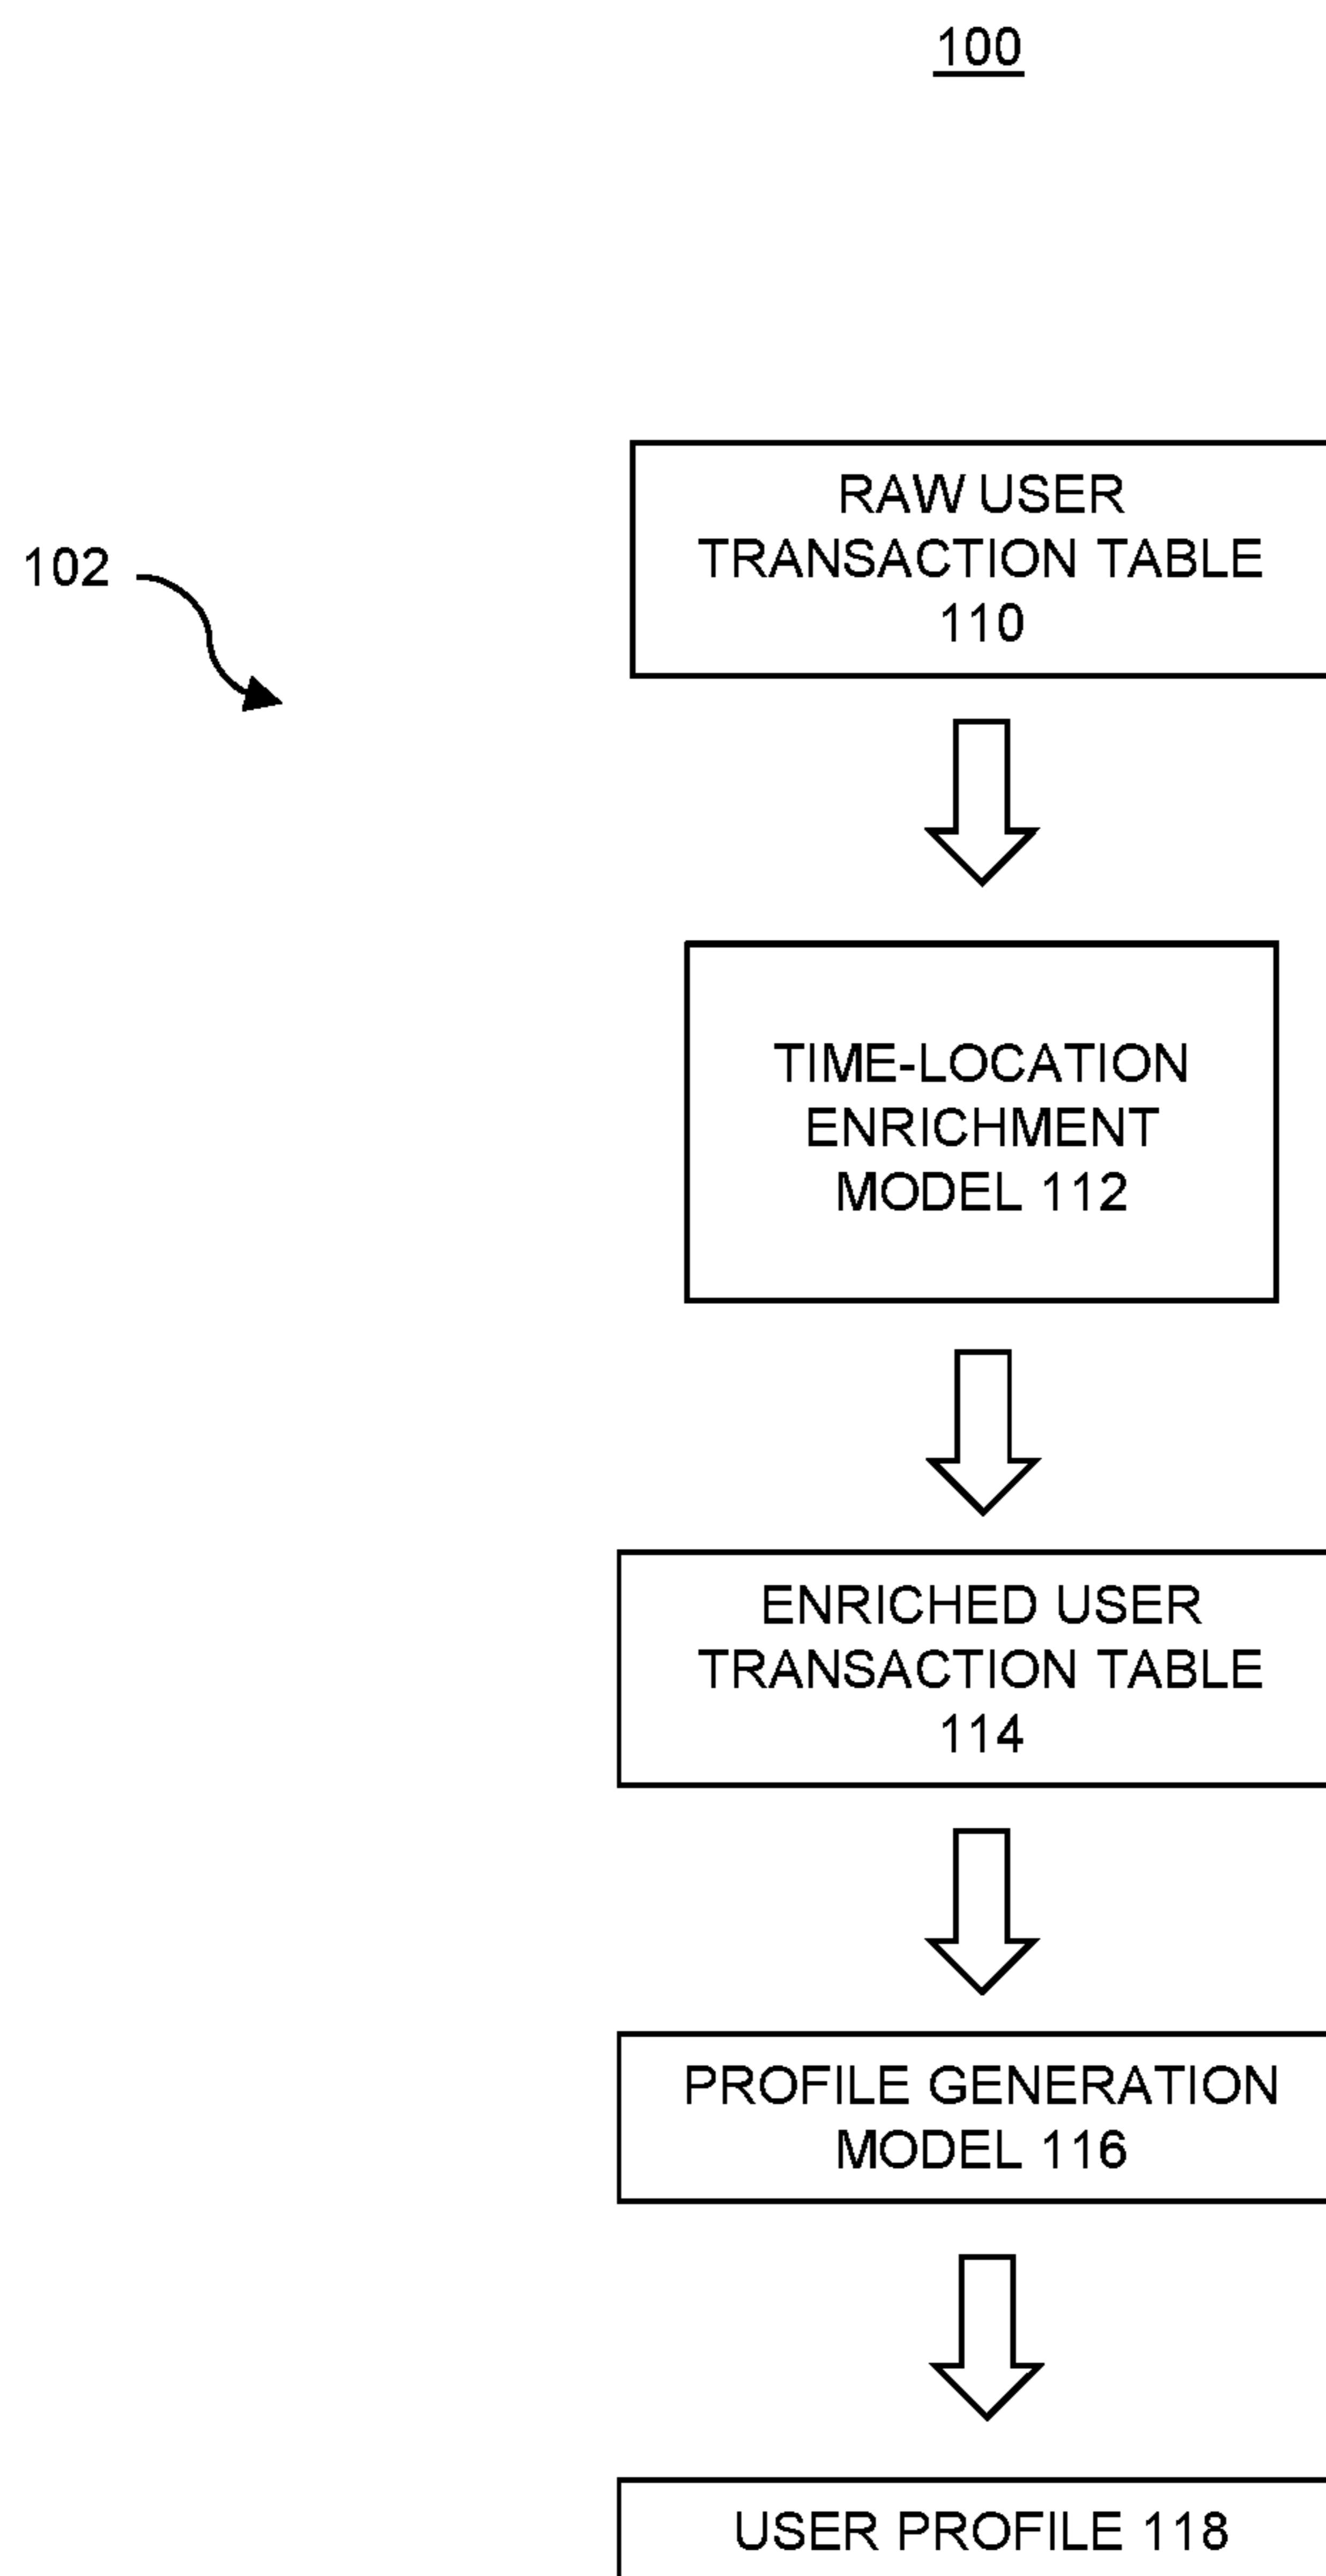 100
RAW USER
TRANSACTION TABLE
110
102
TIME-LOCATION
ENRICHMENT
MODEL 112
ENRICHED USER
TRANSACTION TABLE
114
PROFILE GENERATION
MODEL 116
USER PROFILE 118